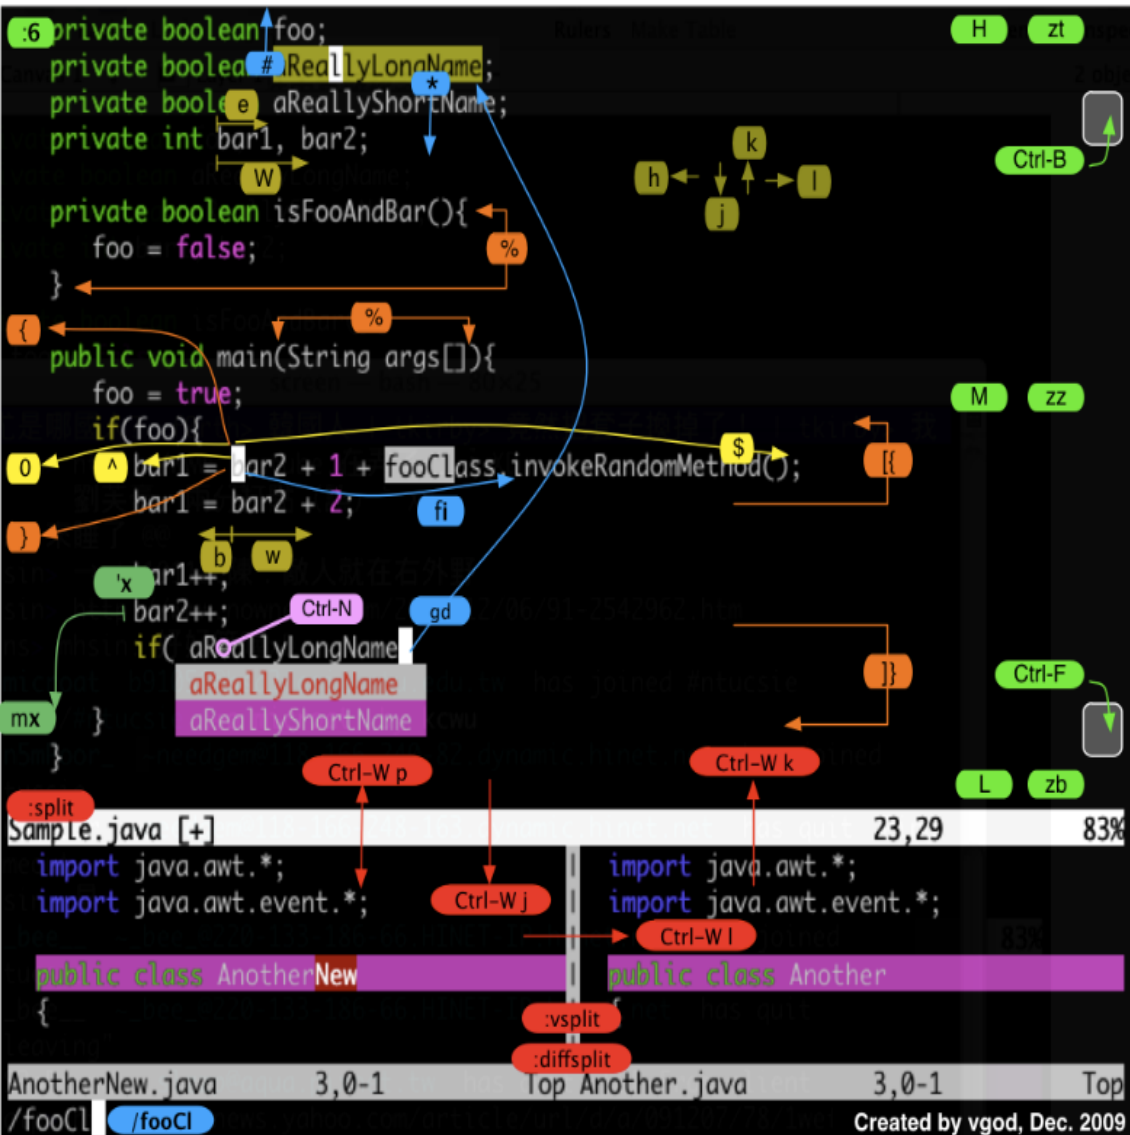 :6 private boolean foo; H zt
private boolea # aReallyLongName;
*
private boole e aReallyShortName;
private int bar1, bar2;
k
Ctrl-B
W
h l
j
private boolean isFooAndBar(){
foo = false; %
}
{ %
public void main(String args[]){
foo = true; M zz
if(foo){
0 ^ bar1 = bar2 + 1 + fooClass.invokeRandomMethod(); $ [{
bar1 = bar2 + 2;
fi
}
b w
'x bar1++;
bar2++; Ctrl-N gd
if( aReallyLongName
aReallyLongName ]} Ctrl-F
mx } aReallyShortName
}
Ctrl-W p Ctrl-W k
L zb
:split
Sample.java [+] 23,29 83%
import java.awt.*; import java.awt.*;
import java.awt.event.*; Ctrl-W j import java.awt.event.*;
Ctrl-W l
public class AnotherNew public class Another
{ :vsplit {
:diffsplit
AnotherNew.java 3,0-1 Top Another.java 3,0-1 Top
/fooCl /fooCl Created by vgod, Dec. 2009